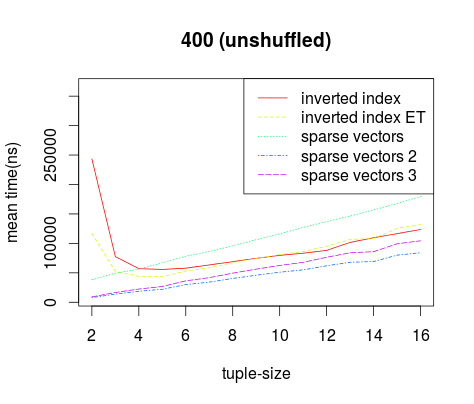 400 (unshuffled)
inverted index
inverted index ET
sparse vectors
sparse vectors 2
sparse vectors 3
mean time(ns)
250000
100000
0
2 4 6 8 10 12 14 16
tuple-size